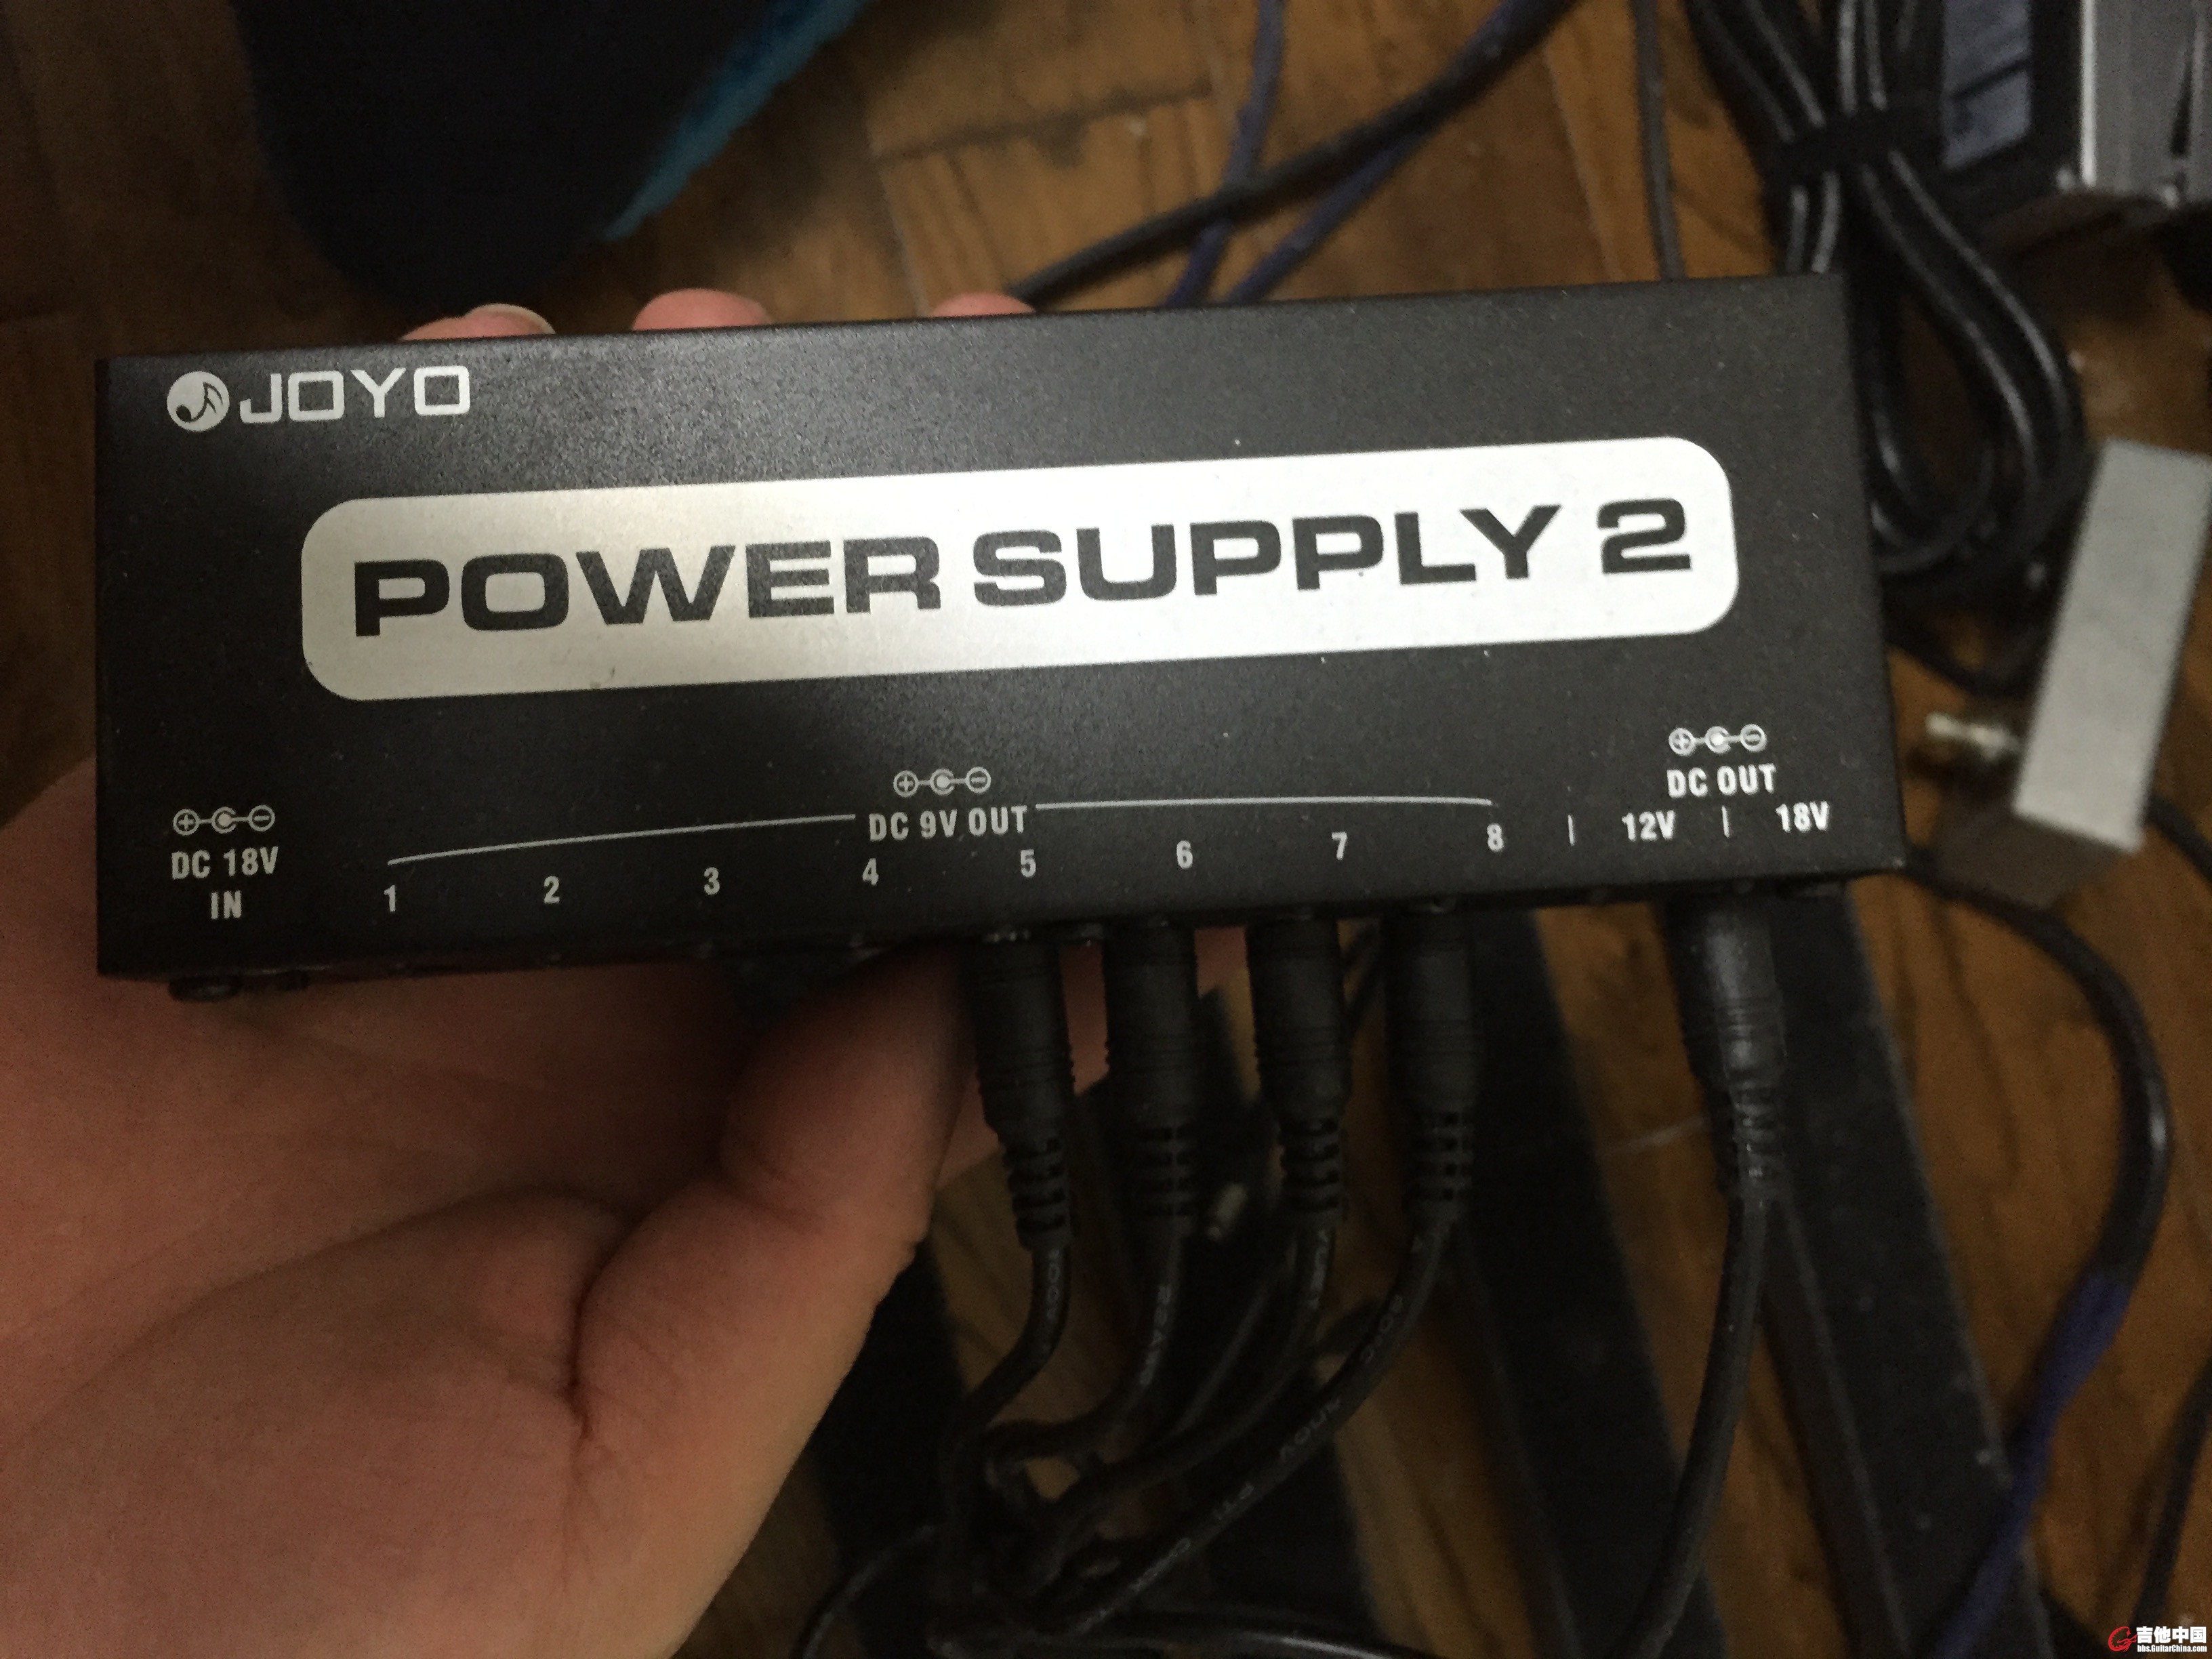 JOYO
POWER SUPPLY 2
DC 18V
IN
DC 9V OUT
1 2 3 4 5 6 7 8
DC OUT
12V | 18V
吉他中国
bbs.GuitarChina.com